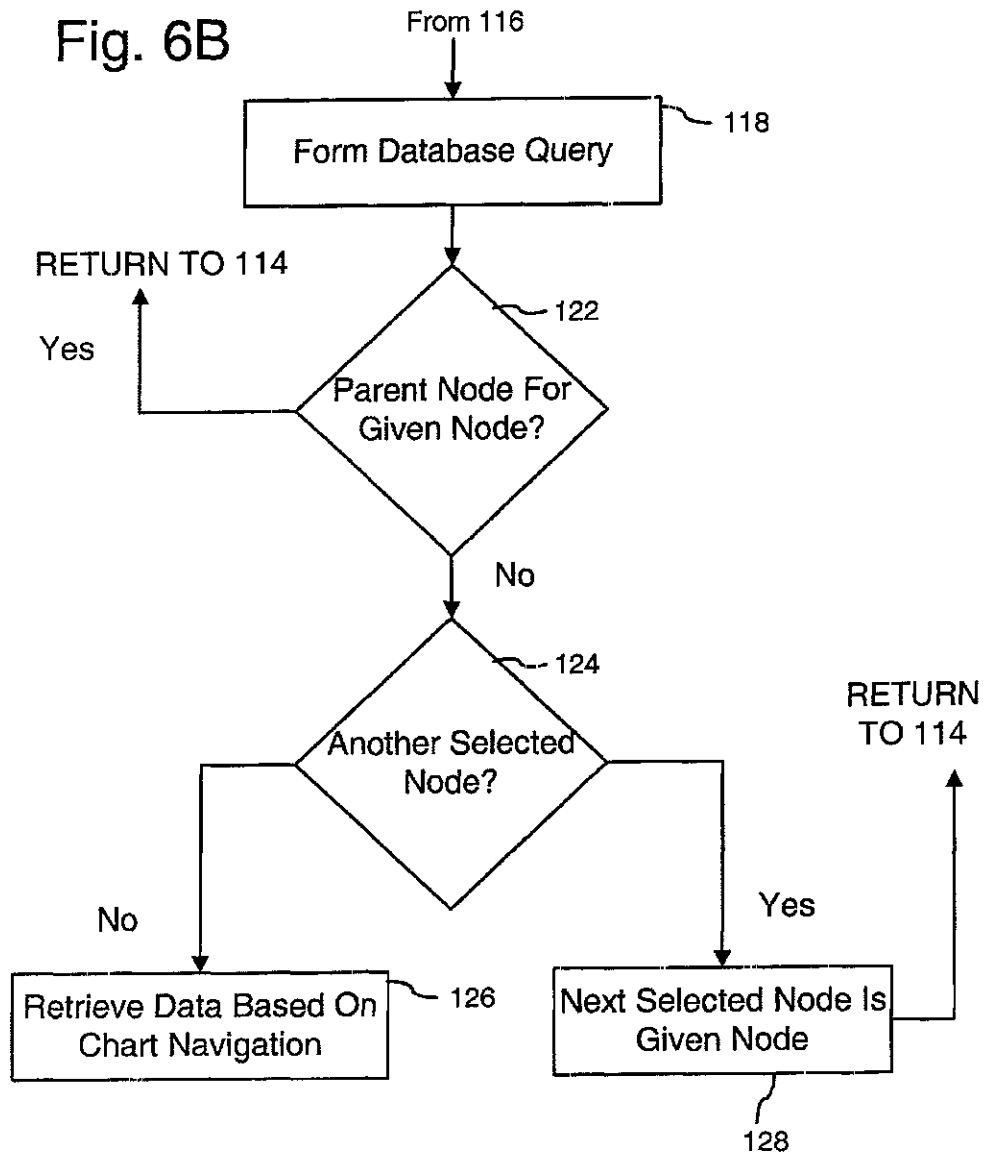 Fig. 6B
From 116
118
Form Database Query
RETURN TO 114
122
Yes
Parent Node For
Given Node?
No
124
RETURN
TO 114
Another Selected
Node?
No
Yes
Retrieve Data Based On
Chart Navigation
126
Next Selected Node Is
Given Node
128